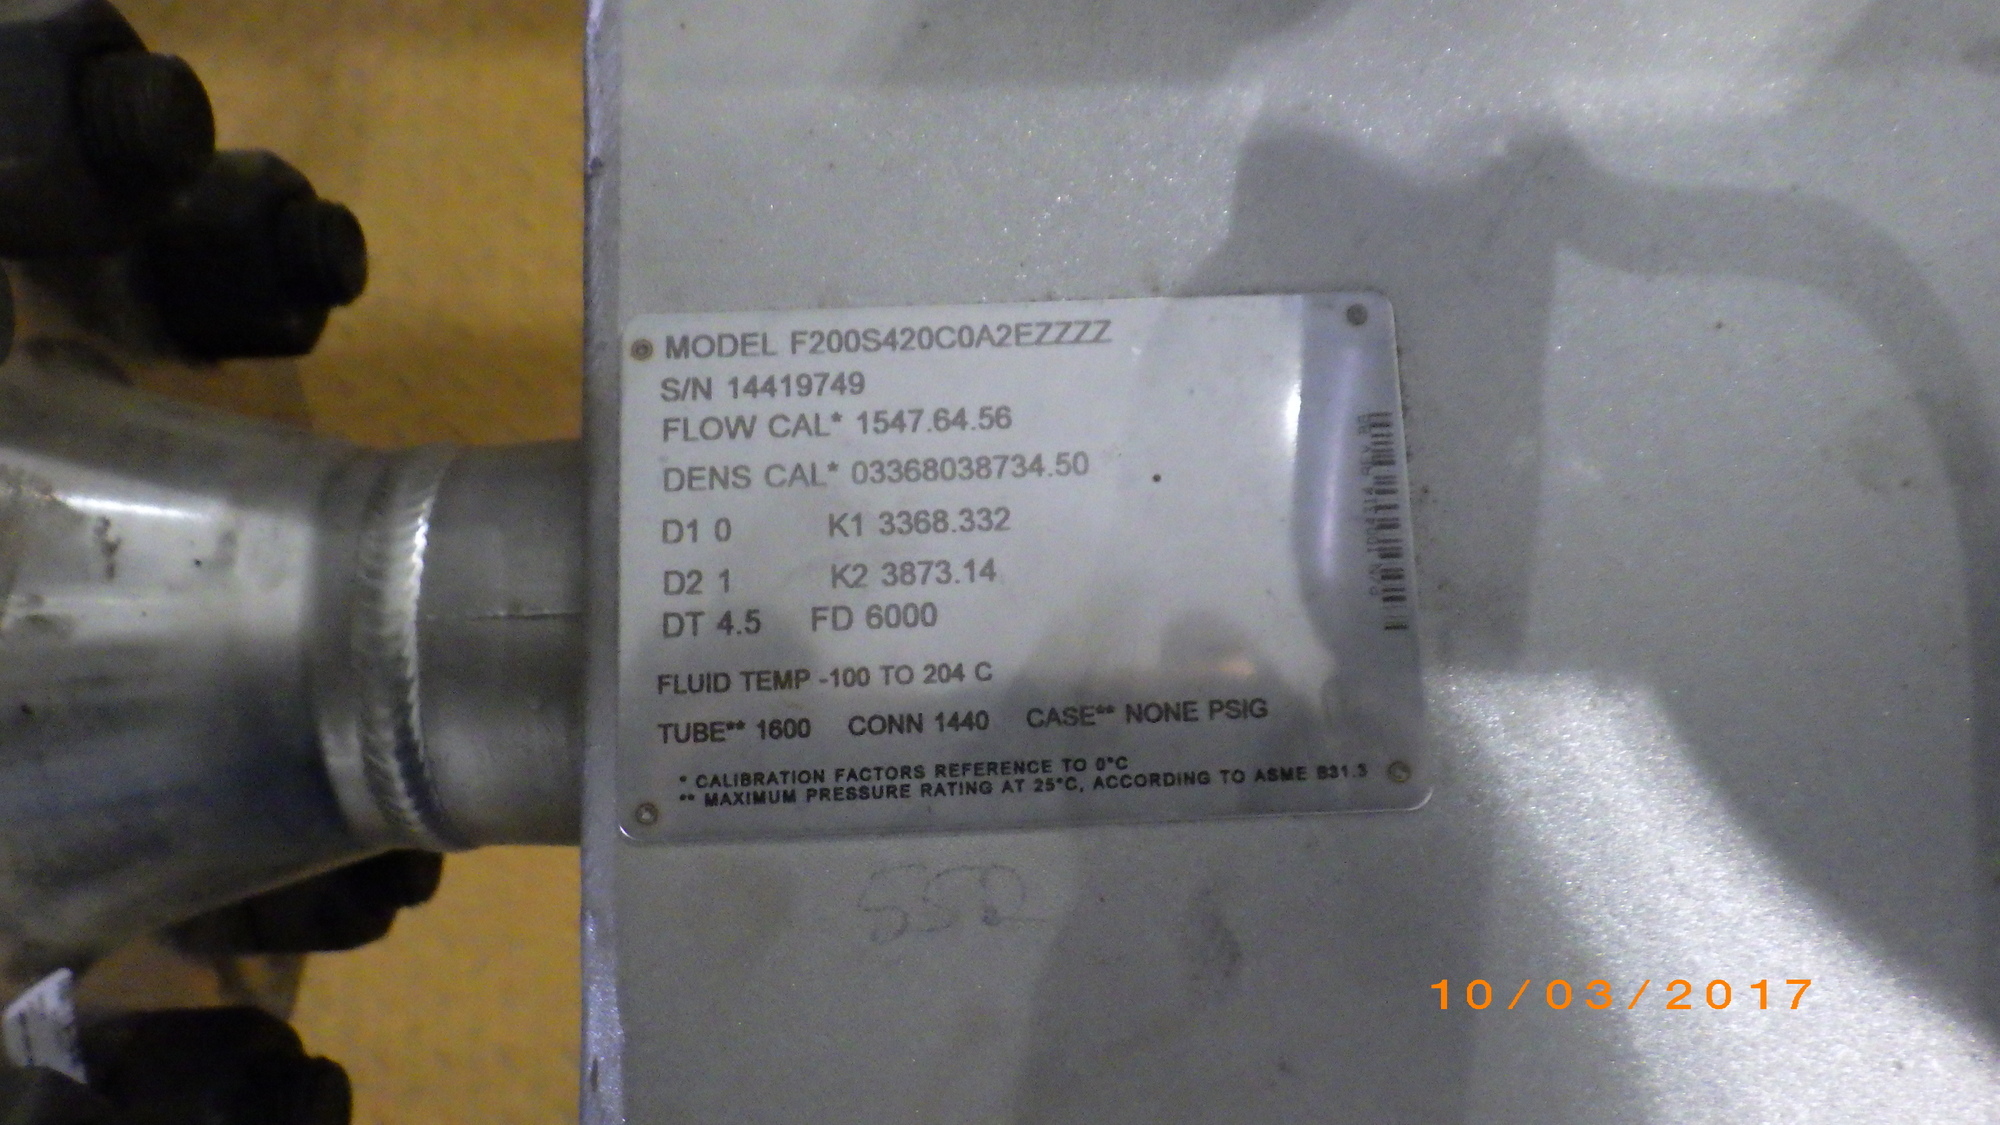 MODEL F200S420C0A2EZZZZ
S/N 14419749
FLOW CAL* 1547.64.56
DENS CAL* 03368038734.50
D1 0 K1 3368.332
D2 1 K2 3873.14
DT 4.5 FD 6000
FLUID TEMP -100 TO 204 C
TUBE** 1600 CONN 1440 CASE** NONE PSIG
* CALIBRATION FACTORS REFERENCE TO 0°C
** MAXIMUM PRESSURE RATING AT 25°C, ACCORDING TO ASME B31.3
10/03/2017